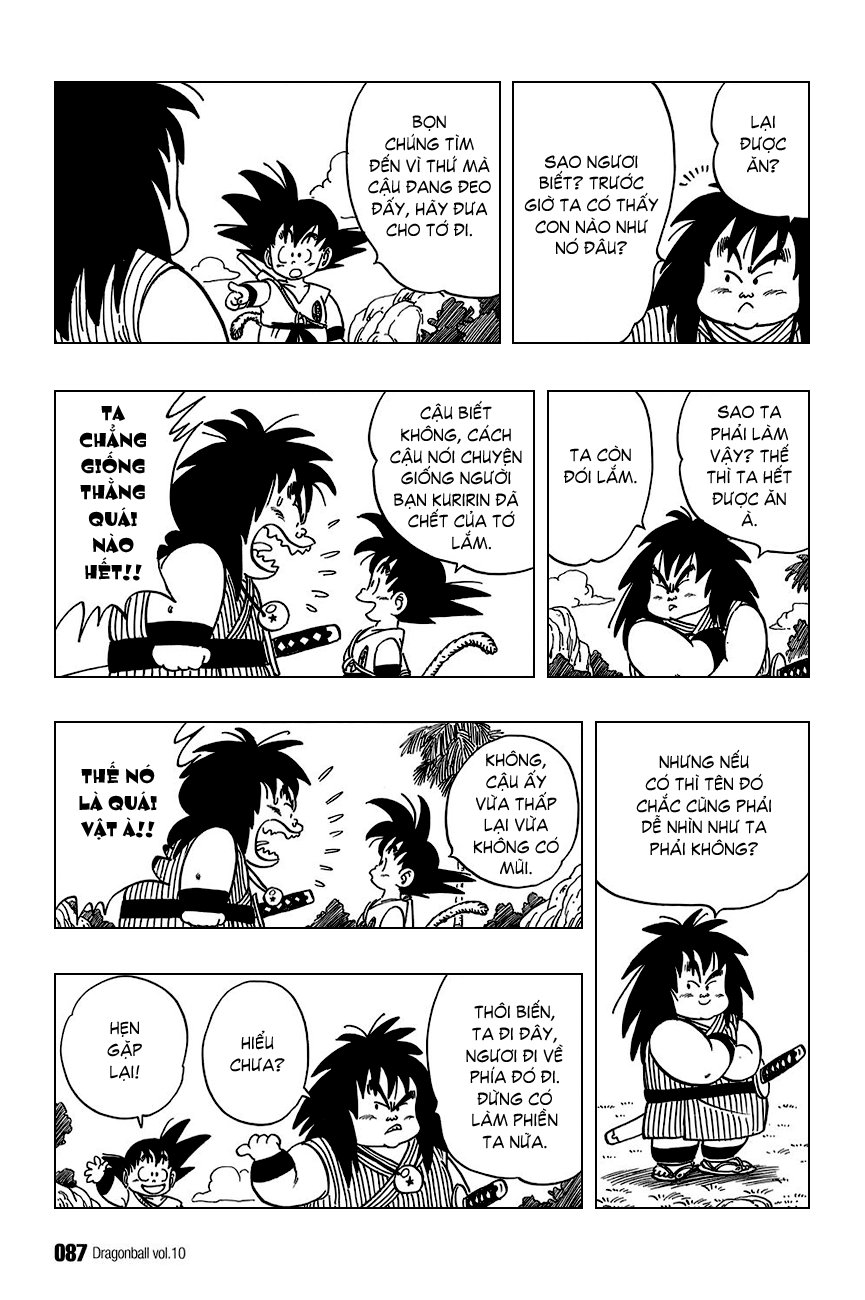 LẠI
ĐƯỢC
ĂN?
SAO NGƯƠI
BIẾT? TRƯỚC
GIỜ TA CÓ THẤY
CON NÀO NHƯ
NÓ ĐÂU?
BỌN
CHÚNG TÌM
ĐẾN VÌ THỨ MÀ
CẬU ĐANG ĐEO
ĐẤY, HÃY ĐƯA
CHO TỚ ĐI.
SAO TA
PHẢI LÀM
VẬY? THẾ
THÌ TA HẾT
ĐƯỢC ĂN
À.
TA CÒN
ĐÓI LẮM.
CẬU BIẾT
KHÔNG, CÁCH
CẬU NÓI CHUYỆN
GIỐNG NGƯỜI
BẠN KURIRIN ĐÃ
CHẾT CỦA TỚ
LẮM.
TA
CHẲNG
GIỐNG
THẰNG
QUÁI
NÀO
HẾT!!
NHƯNG NẾU
CÓ THÌ TÊN ĐÓ
CHẮC CŨNG PHẢI
DỄ NHÌN NHƯ TA
PHẢI KHÔNG?
KHÔNG,
CẬU ẤY
VỪA THẤP
LẠI VỪA
KHÔNG CÓ
MŨI.
THẾ NÓ
LÀ QUÁI
VẬT À!!
THÔI BIẾN,
TA ĐI ĐÂY,
NGƯƠI ĐI VỀ
PHÍA ĐÓ ĐI.
ĐỪNG CÓ
LÀM PHIỀN
TA NỮA.
HIỂU
CHƯA?
HẸN
GẶP
LẠI!
087 Dragonball vol.10